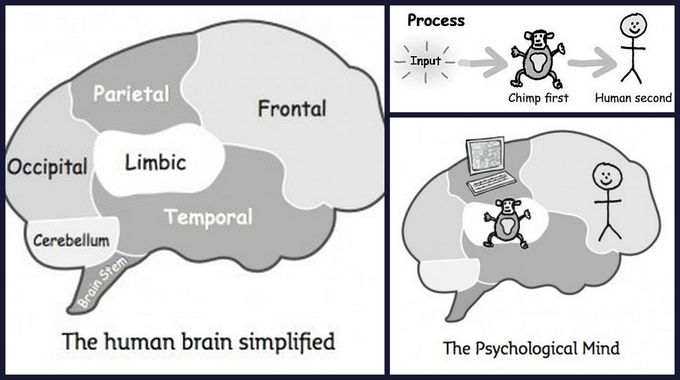 Parietal
Frontal
Occipital
Limbic
Temporal
Cerebellum
Brain Stem
The human brain simplified
Process
Input
Chimp first
Human second
The Psychological Mind